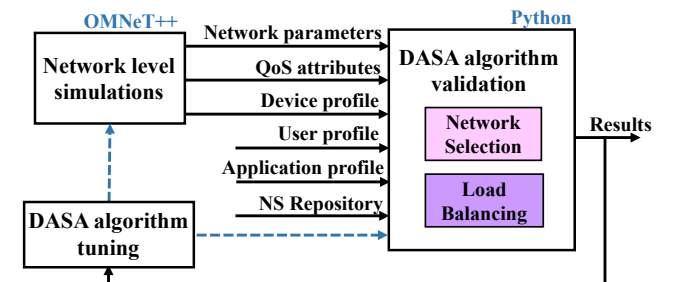 OMNeT++
Python
Network level
simulations
Network parameters
QoS attributes
Device profile
User profile
Application profile
NS Repository
DASA algorithm
validation
Network
Selection
Load
Balancing
Results
DASA algorithm
tuning